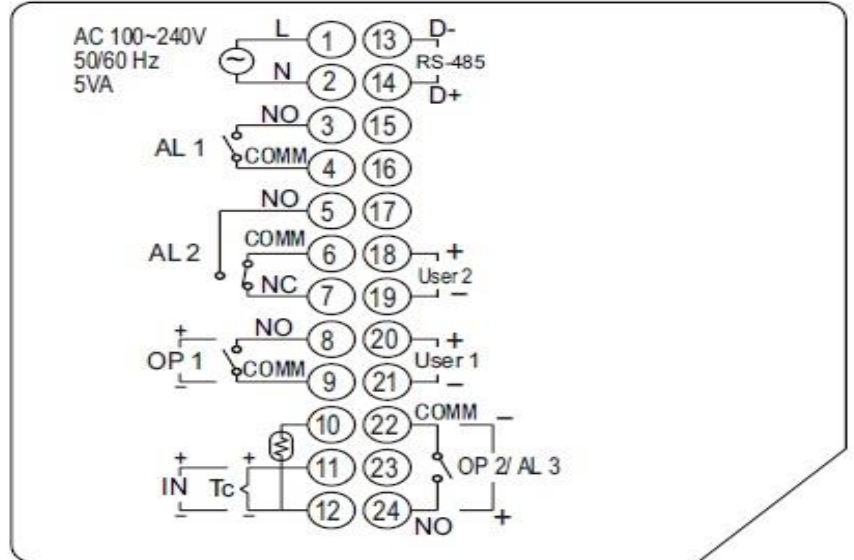 AC 100~240V
50/60 Hz
5VA
L 1 13 D-
RS-485
N 2 14 D+
NO 3 15
AL 1
COMM 4 16
NO 5 17
AL 2
COMM 6 18 +
User 2
NC 7 19 −
NO 8 20 +
+ OP 1 −
User 1
COMM 9 21 −
10 22 COMM −
+ + 11 23 OP 2/ AL 3
IN Tc
− − 12 24 NO +